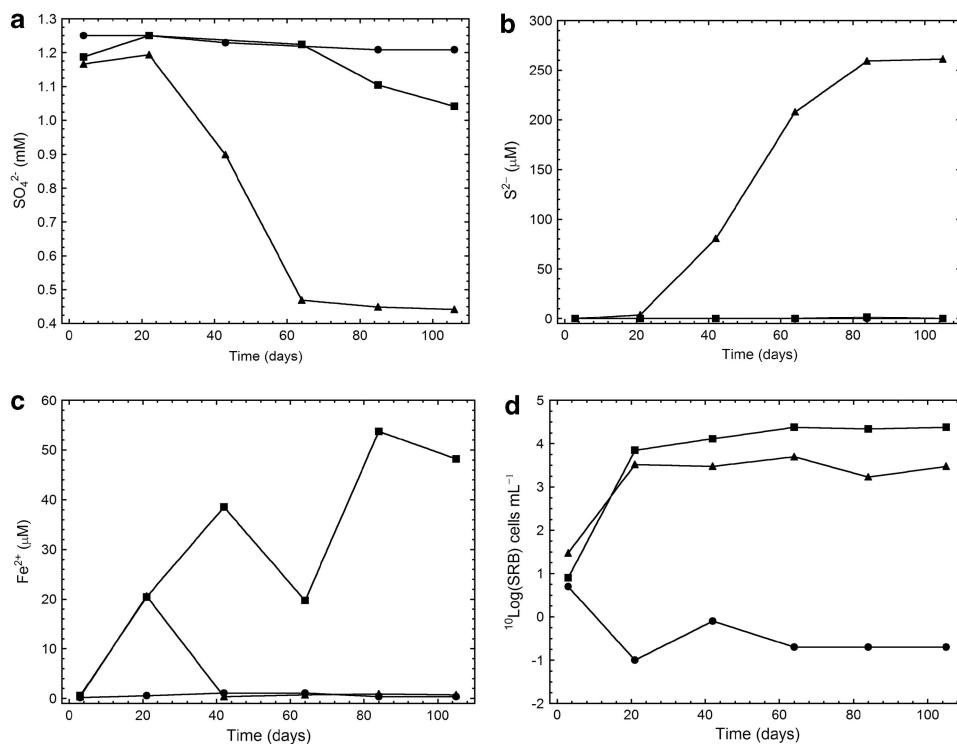 a
1.3
1.2
1.1
1.0
0.9
0.8
0.7
0.6
0.5
0.4
SO₄²⁻ (mM)
0 20 40 60 80 100
Time (days)
b
300
250
200
150
100
50
0
S²⁻ (μM)
0 20 40 60 80 100
Time (days)
c
60
50
40
30
20
10
0
Fe²⁺ (μM)
0 20 40 60 80 100
Time (days)
d
5
4
3
2
1
0
-1
-2
¹⁰Log(SRB) cells mL⁻¹
0 20 40 60 80 100
Time (days)